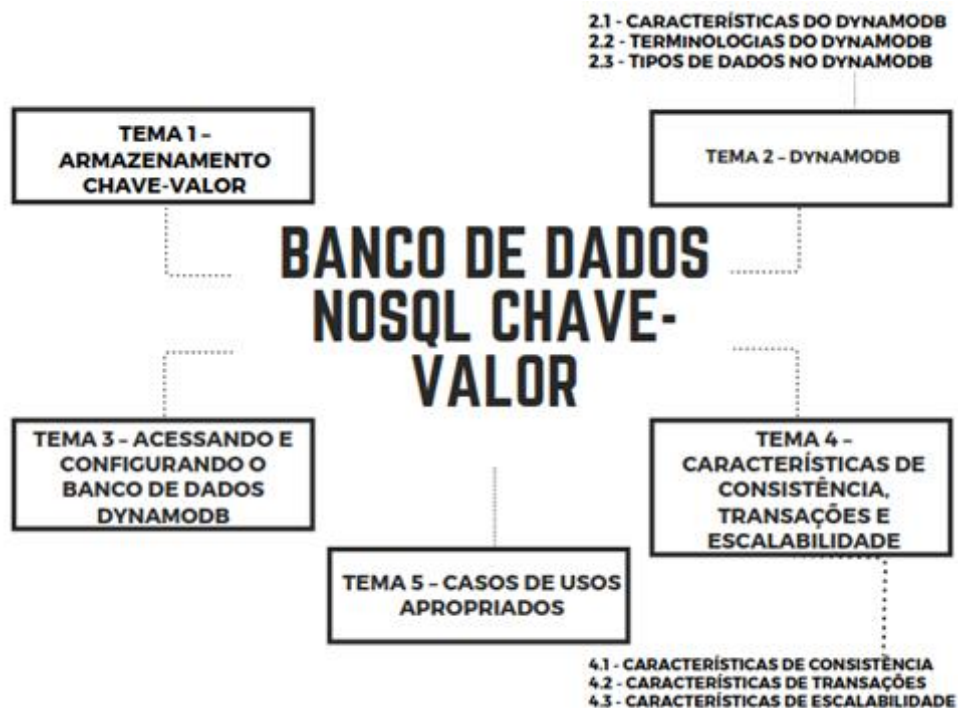 2.1 - CARACTERÍSTICAS DO DYNAMODB
2.2 - TERMINOLOGIAS DO DYNAMODB
2.3 - TIPOS DE DADOS NO DYNAMODB
TEMA 1 –
ARMAZENAMENTO
CHAVE-VALOR
TEMA 2 – DYNAMODB
BANCO DE DADOS
NOSQL CHAVE-
VALOR
TEMA 3 – ACESSANDO E
CONFIGURANDO O
BANCO DE DADOS
DYNAMODB
TEMA 4 –
CARACTERÍSTICAS DE
CONSISTÊNCIA,
TRANSAÇÕES E
ESCALABILIDADE
TEMA 5 – CASOS DE USOS
APROPRIADOS
4.1 - CARACTERÍSTICAS DE CONSISTÊNCIA
4.2 - CARACTERÍSTICAS DE TRANSAÇÕES
4.3 - CARACTERÍSTICAS DE ESCALABILIDADE